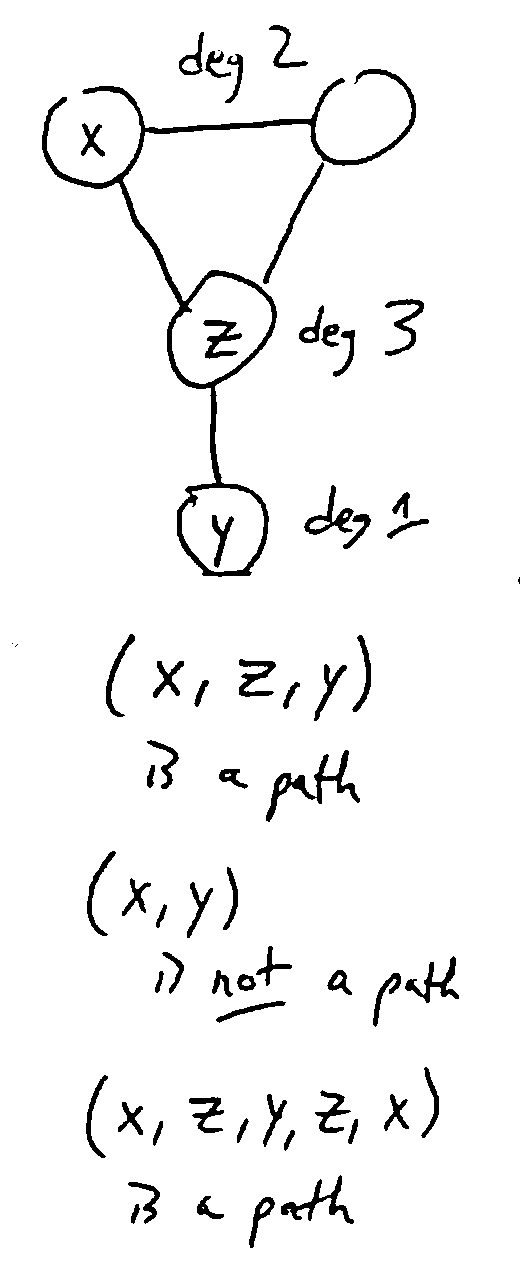 deg 2
x
z deg 3
y deg 1
(x, z, y)
is a path
(x, y)
is not a path
(x, z, y, z, x)
is a path